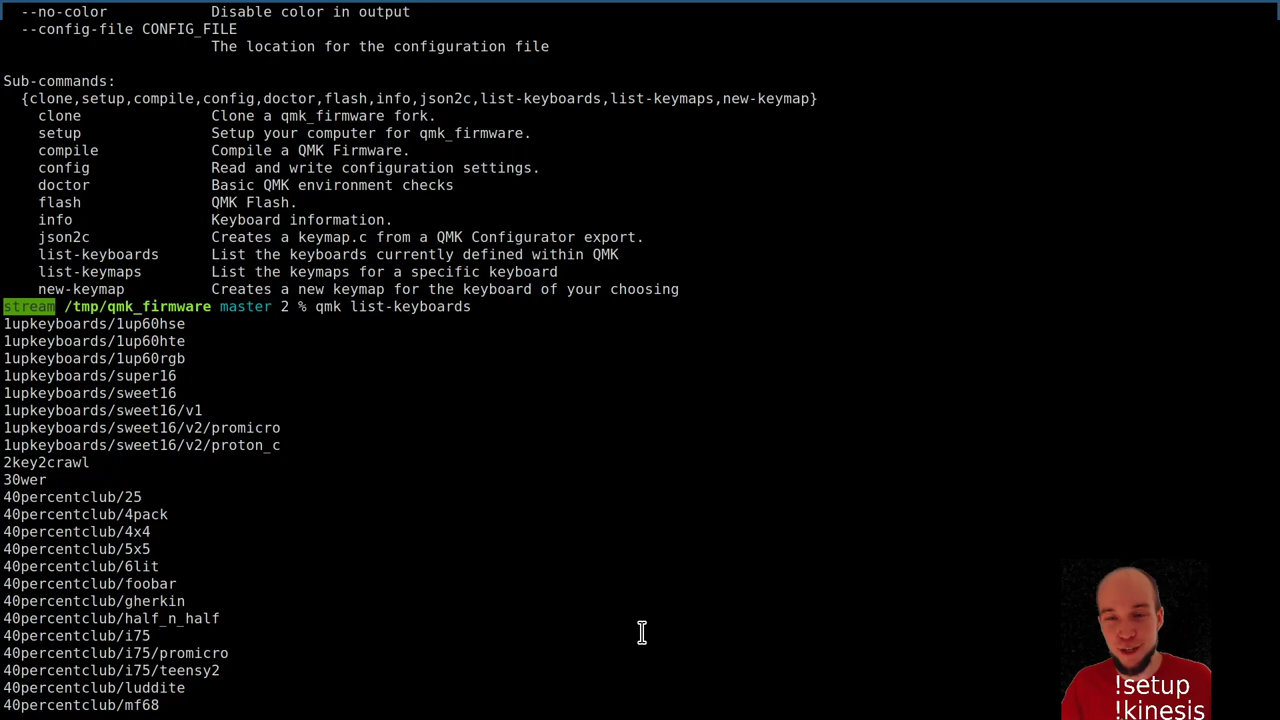 --no-color            Disable color in output
--config-file CONFIG_FILE
The location for the configuration file
Sub-commands:
{clone,setup,compile,config,doctor,flash,info,json2c,list-keyboards,list-keymaps,new-keymap}
clone               Clone a qmk_firmware fork.
setup               Setup your computer for qmk_firmware.
compile             Compile a QMK Firmware.
config              Read and write configuration settings.
doctor              Basic QMK environment checks
flash               QMK Flash.
info                Keyboard information.
json2c              Creates a keymap.c from a QMK Configurator export.
list-keyboards      List the keyboards currently defined within QMK
list-keymaps        List the keymaps for a specific keyboard
new-keymap          Creates a new keymap for the keyboard of your choosing
stream /tmp/qmk_firmware master 2 % qmk list-keyboards
1upkeyboards/1up60hse
1upkeyboards/1up60hte
1upkeyboards/1up60rgb
1upkeyboards/super16
1upkeyboards/sweet16
1upkeyboards/sweet16/v1
1upkeyboards/sweet16/v2/promicro
1upkeyboards/sweet16/v2/proton_c
2key2crawl
30wer
40percentclub/25
40percentclub/4pack
40percentclub/4x4
40percentclub/5x5
40percentclub/6lit
40percentclub/foobar
40percentclub/gherkin
40percentclub/half_n_half
40percentclub/i75
40percentclub/i75/promicro
40percentclub/i75/teensy2
40percentclub/luddite
40percentclub/mf68
!setup
!kinesis